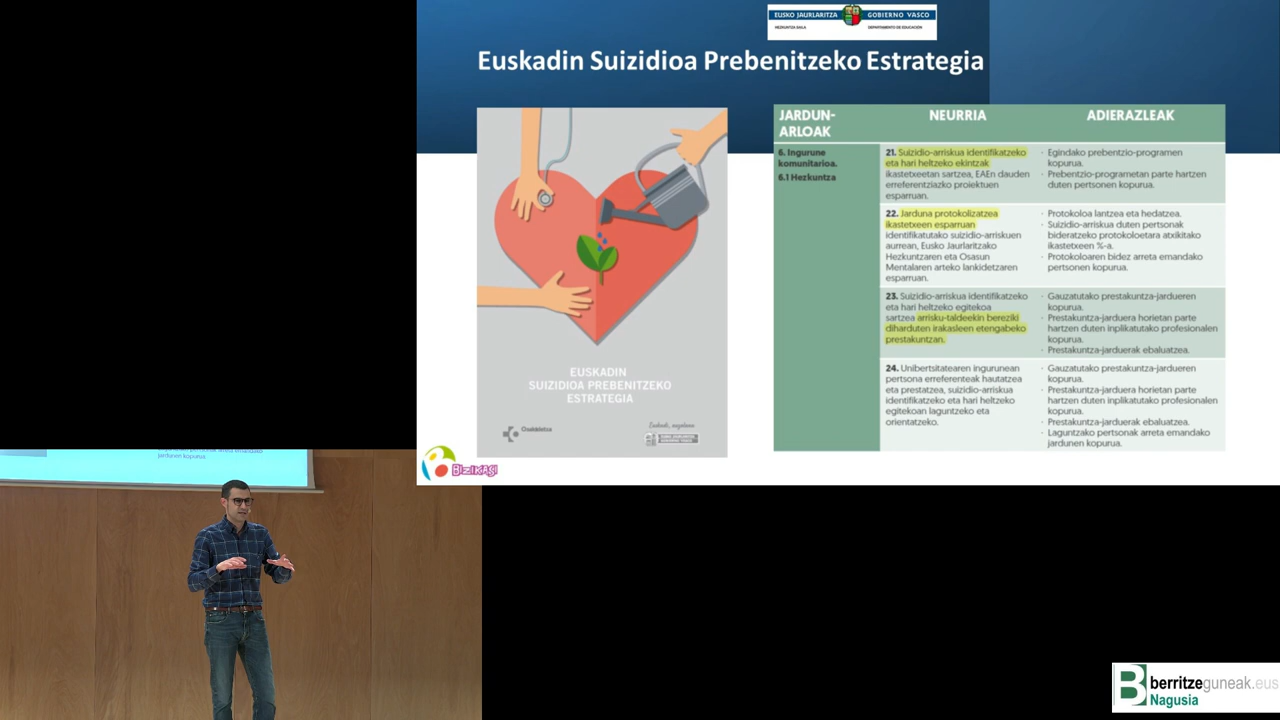 EUSKO JAURLARITZA
GOBIERNO VASCO
HEZKUNTZA SAILA
DEPARTAMENTO DE EDUCACIÓN
Euskadin Suizidioa Prebenitzeko Estrategia
EUSKADIN
SUIZIDIOA PREBENITZEKO
ESTRATEGIA
Osakidetza
BIZIKASI
JARDUN-
ARLOAK
NEURRIA
ADIERAZLEAK
6. Ingurune
komunitarioa.
6.1 Hezkuntza
21. Suizidio-arriskua identifikatzeko
eta hari heltzeko ekintzak
ikastetxeetan sartzea, EAEn dauden
erreferentziazko proiektuen
esparruan.
· Egindako prebentzio-programen
kopurua.
· Prebentzio-programetan parte hartzen
duten pertsonen kopurua.
22. Jarduna protokolizatzea
ikastetxeen esparruan
identifikatutako suizidio-arriskuen
aurrean, Eusko Jaurlaritzako
Hezkuntzaren eta Osasun
Mentalaren arteko lankidetzaren
esparruan.
· Protokoloa lantzea eta hedatzea.
· Suizidio-arriskua duten pertsonak
bideratzeko protokoloetara atxikitako
ikastetxeen %-a.
· Protokoloaren bidez arreta emandako
pertsonen kopurua.
23. Suizidio-arriskua identifikatzeko
eta hari heltzeko egitekoa
sartzea arrisku-taldeekin bereziki
diharduten irakasleen etengabeko
prestakuntzan.
· Gauzatutako prestakuntza-jardueren
kopurua.
· Prestakuntza-jarduera horietan parte
hartzen duten inplikatutako profesionalen
kopurua.
· Prestakuntza-jarduerak ebaluatzea.
24. Unibertsitatearen ingurunean
pertsona erreferenteak hautatzea
eta prestatzea, suizidio-arriskua
identifikatzeko eta hari heltzeko
egitekoan laguntzeko eta
orientatzeko.
· Gauzatutako prestakuntza-jardueren
kopurua.
· Prestakuntza-jarduera horietan parte
hartzen duten inplikatutako profesionalen
kopurua.
· Prestakuntza-jarduerak ebaluatzea.
· Laguntzako pertsonak arreta emandako
jardunen kopurua.
jardunen kopurua
berritzeguneak.eus
Nagusia